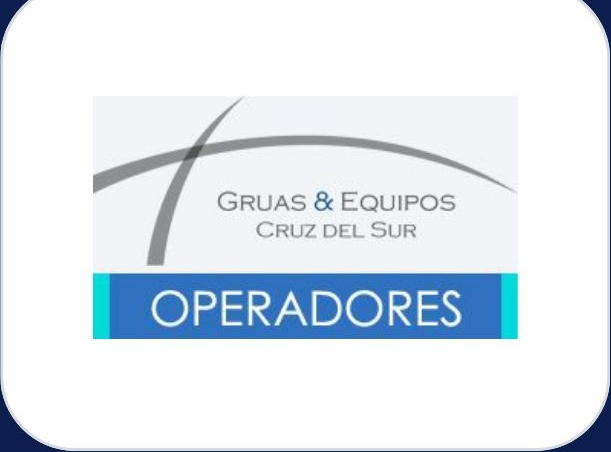 GRUAS & EQUIPOS
CRUZ DEL SUR
OPERADORES